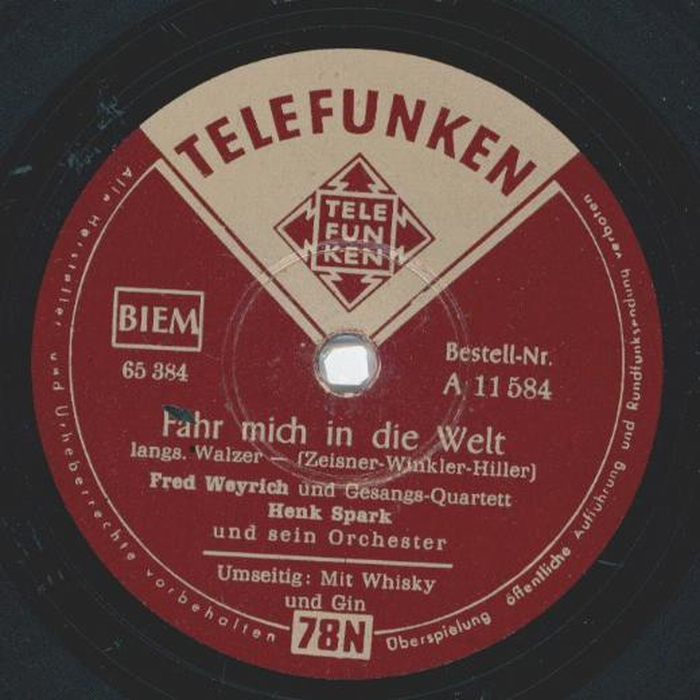 TELEFUNKEN
TELE
FUN
KEN
BIEM
65 384
Bestell-Nr.
A 11 584
Fahr mich in die Welt
langs. Walzer — (Zeisner-Winkler-Hiller)
Fred Weyrich und Gesangs-Quartett
Henk Spark
und sein Orchester
Umseitig: Mit Whisky
und Gin
78N
Alle Hersteller- und Urheberrechte vorbehalten
Überspielung öffentliche Aufführung und Rundfunksendung verboten